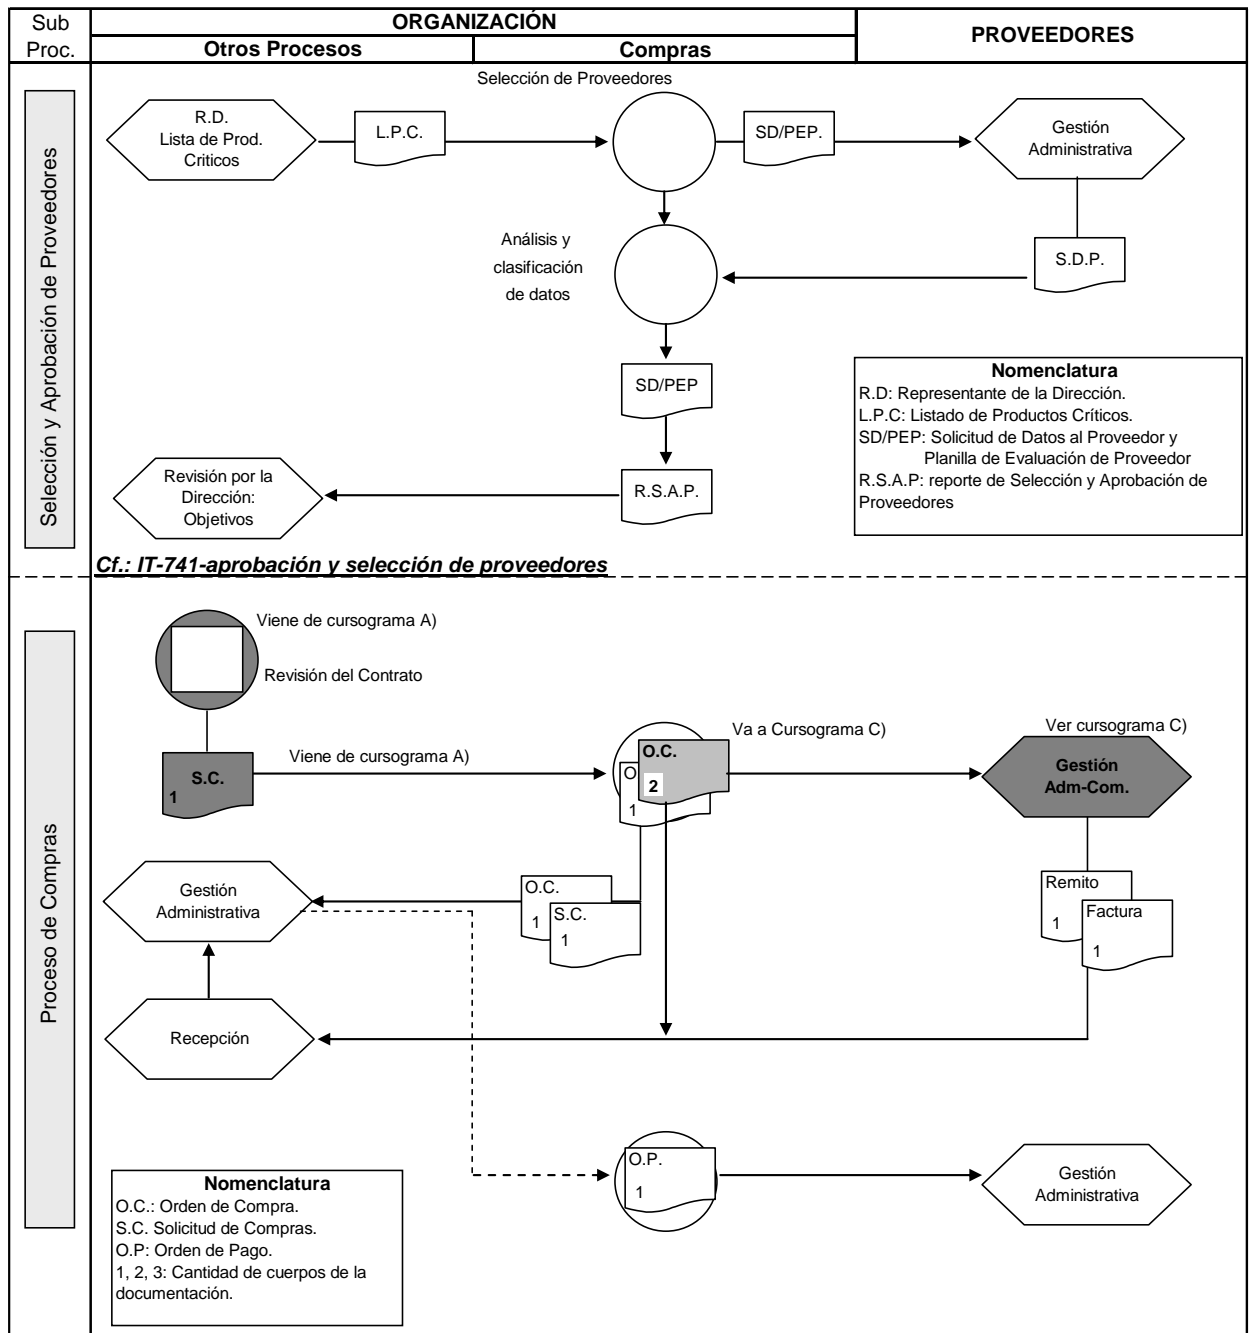 Sub
Proc.
ORGANIZACIÓN
Otros Procesos
Compras
PROVEEDORES
Selección y Aprobación de Proveedores
Selección de Proveedores
R.D.
Lista de Prod.
Criticos
L.P.C.
SD/PEP.
Gestión
Administrativa
Análisis y
clasificación
de datos
S.D.P.
SD/PEP
R.S.A.P.
Revisión por la
Dirección:
Objetivos
Nomenclatura
R.D: Representante de la Dirección.
L.P.C: Listado de Productos Críticos.
SD/PEP: Solicitud de Datos al Proveedor y
Planilla de Evaluación de Proveedor
R.S.A.P: reporte de Selección y Aprobación de
Proveedores
Cf.: IT-741-aprobación y selección de proveedores
Proceso de Compras
Viene de cursograma A)
Revisión del Contrato
S.C.
1
Viene de cursograma A)
O.C.
2
O
1
Va a Cursograma C)
Ver cursograma C)
Gestión
Adm-Com.
Gestión
Administrativa
O.C.
1
S.C.
1
Remito
1
Factura
1
Recepción
O.P.
1
Gestión
Administrativa
Nomenclatura
O.C.: Orden de Compra.
S.C. Solicitud de Compras.
O.P: Orden de Pago.
1, 2, 3: Cantidad de cuerpos de la
documentación.